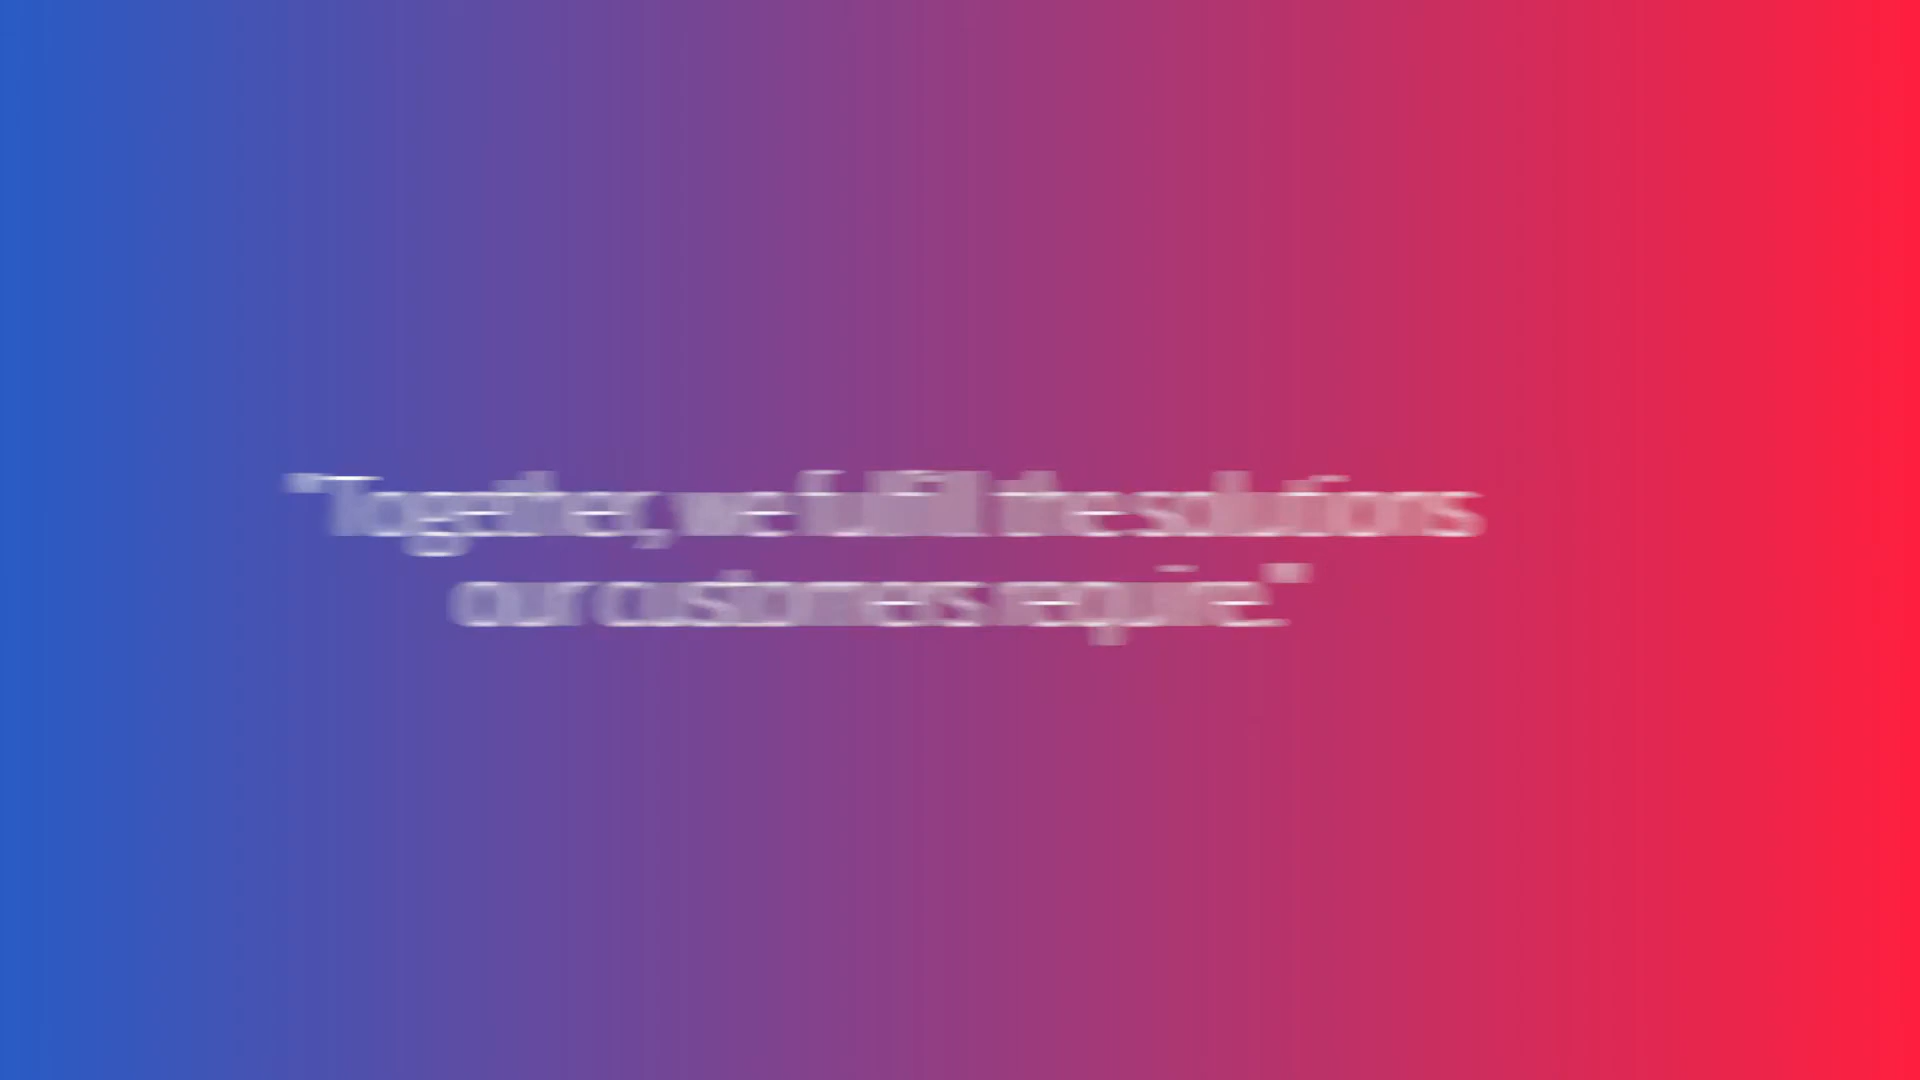 "Together, we fulfill the solutions
our customers require."